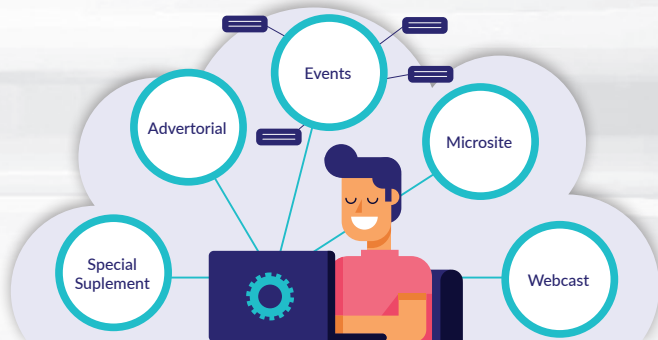 Events
Advertorial
Microsite
Special
Suplement
Webcast